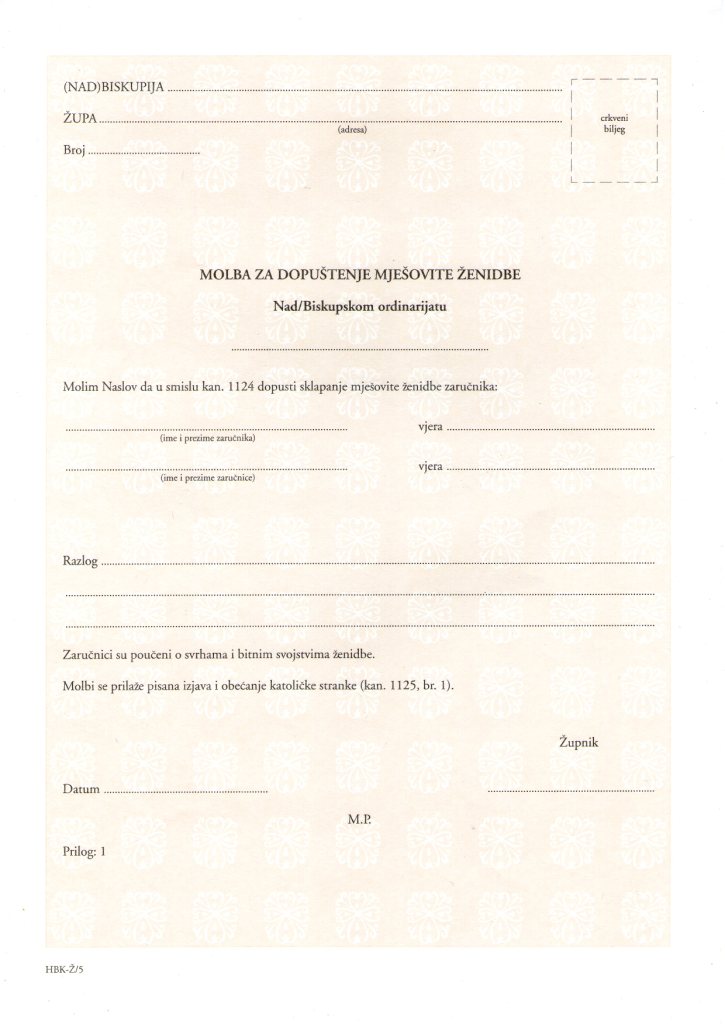 (NAD)BISKUPIJA
crkveni
biljeg
ŽUPA
(adresa)
Broj
MOLBA ZA DOPUŠTENJE MJEŠOVITE ŽENIDBE
Nad/Biskupskom ordinarijatu
Molim Naslov da u smislu kan. 1124 dopusti sklapanje mješovite ženidbe zaručnika:
vjera
(ime i prezime zaručnika)
vjera
(ime i prezime zaručnice)
Razlog
Zaručnici su poučeni o svrhama i bitnim svojstvima ženidbe.
Molbi se prilaže pisana izjava i obećanje katoličke stranke (kan. 1125, br. 1).
Župnik
Datum
M.P.
Prilog: 1
HBK-Ž/5